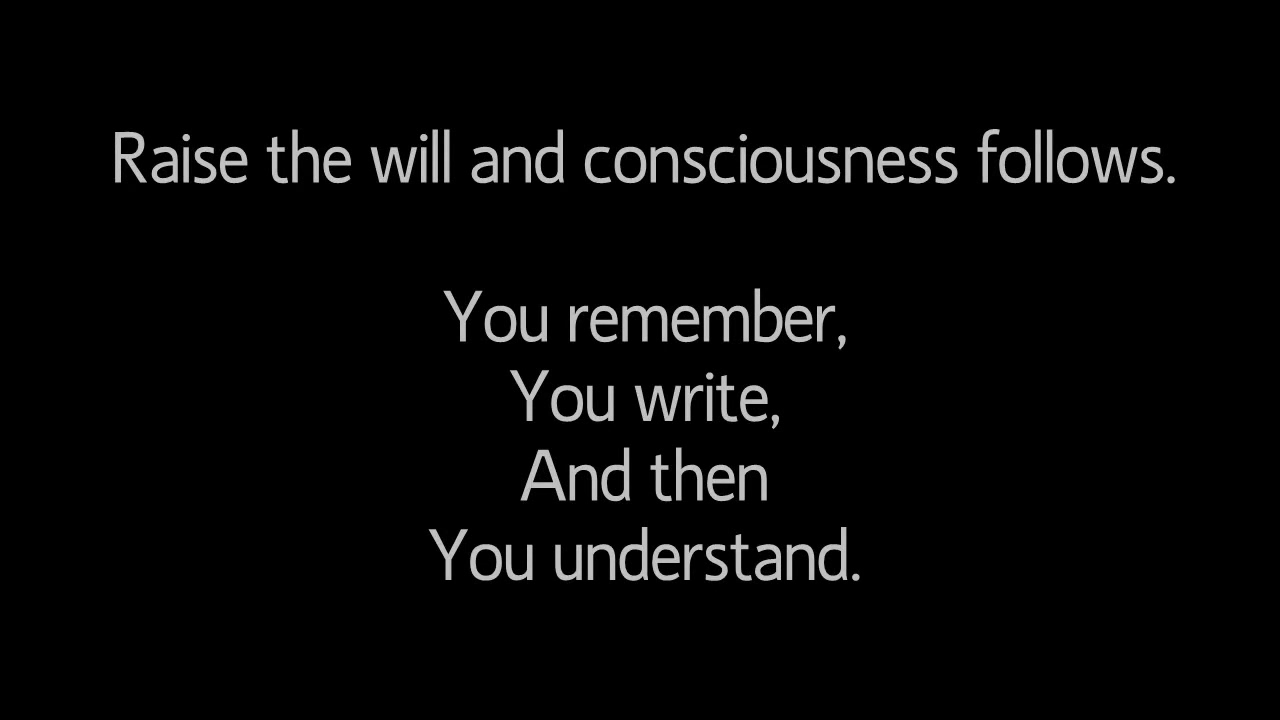 Raise the will and consciousness follows.
You remember,
You write,
And then
You understand.